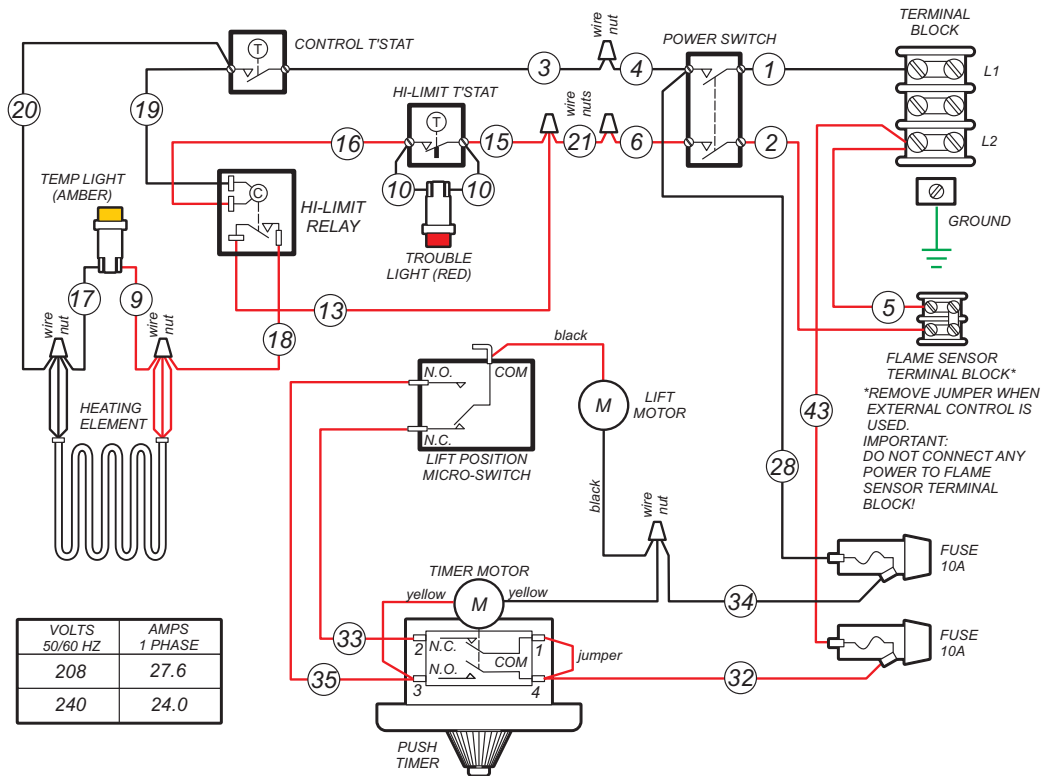 TERMINAL
BLOCK
L1
L2
GROUND
POWER SWITCH
wire
nut
CONTROL T'STAT
T
3
4
1
20
19
HI-LIMIT T'STAT
T
wire
nuts
16
15
21
6
2
43
10
10
TEMP LIGHT
(AMBER)
C
HI-LIMIT
RELAY
TROUBLE
LIGHT (RED)
17
9
wire
nut
wire
nut
13
18
5
FLAME SENSOR
TERMINAL BLOCK*
*REMOVE JUMPER WHEN
EXTERNAL CONTROL IS
USED.
IMPORTANT:
DO NOT CONNECT ANY
POWER TO FLAME
SENSOR TERMINAL
BLOCK!
HEATING
ELEMENT
black
N.O.
COM
N.C.
LIFT POSITION
MICRO-SWITCH
M
LIFT
MOTOR
black
wire
nut
28
FUSE
10A
34
TIMER MOTOR
yellow
M
yellow
33
35
2
N.C.
1
N.O.
COM
3
4
jumper
32
FUSE
10A
PUSH
TIMER
VOLTS
50/60 HZ
AMPS
1 PHASE
208
27.6
240
24.0